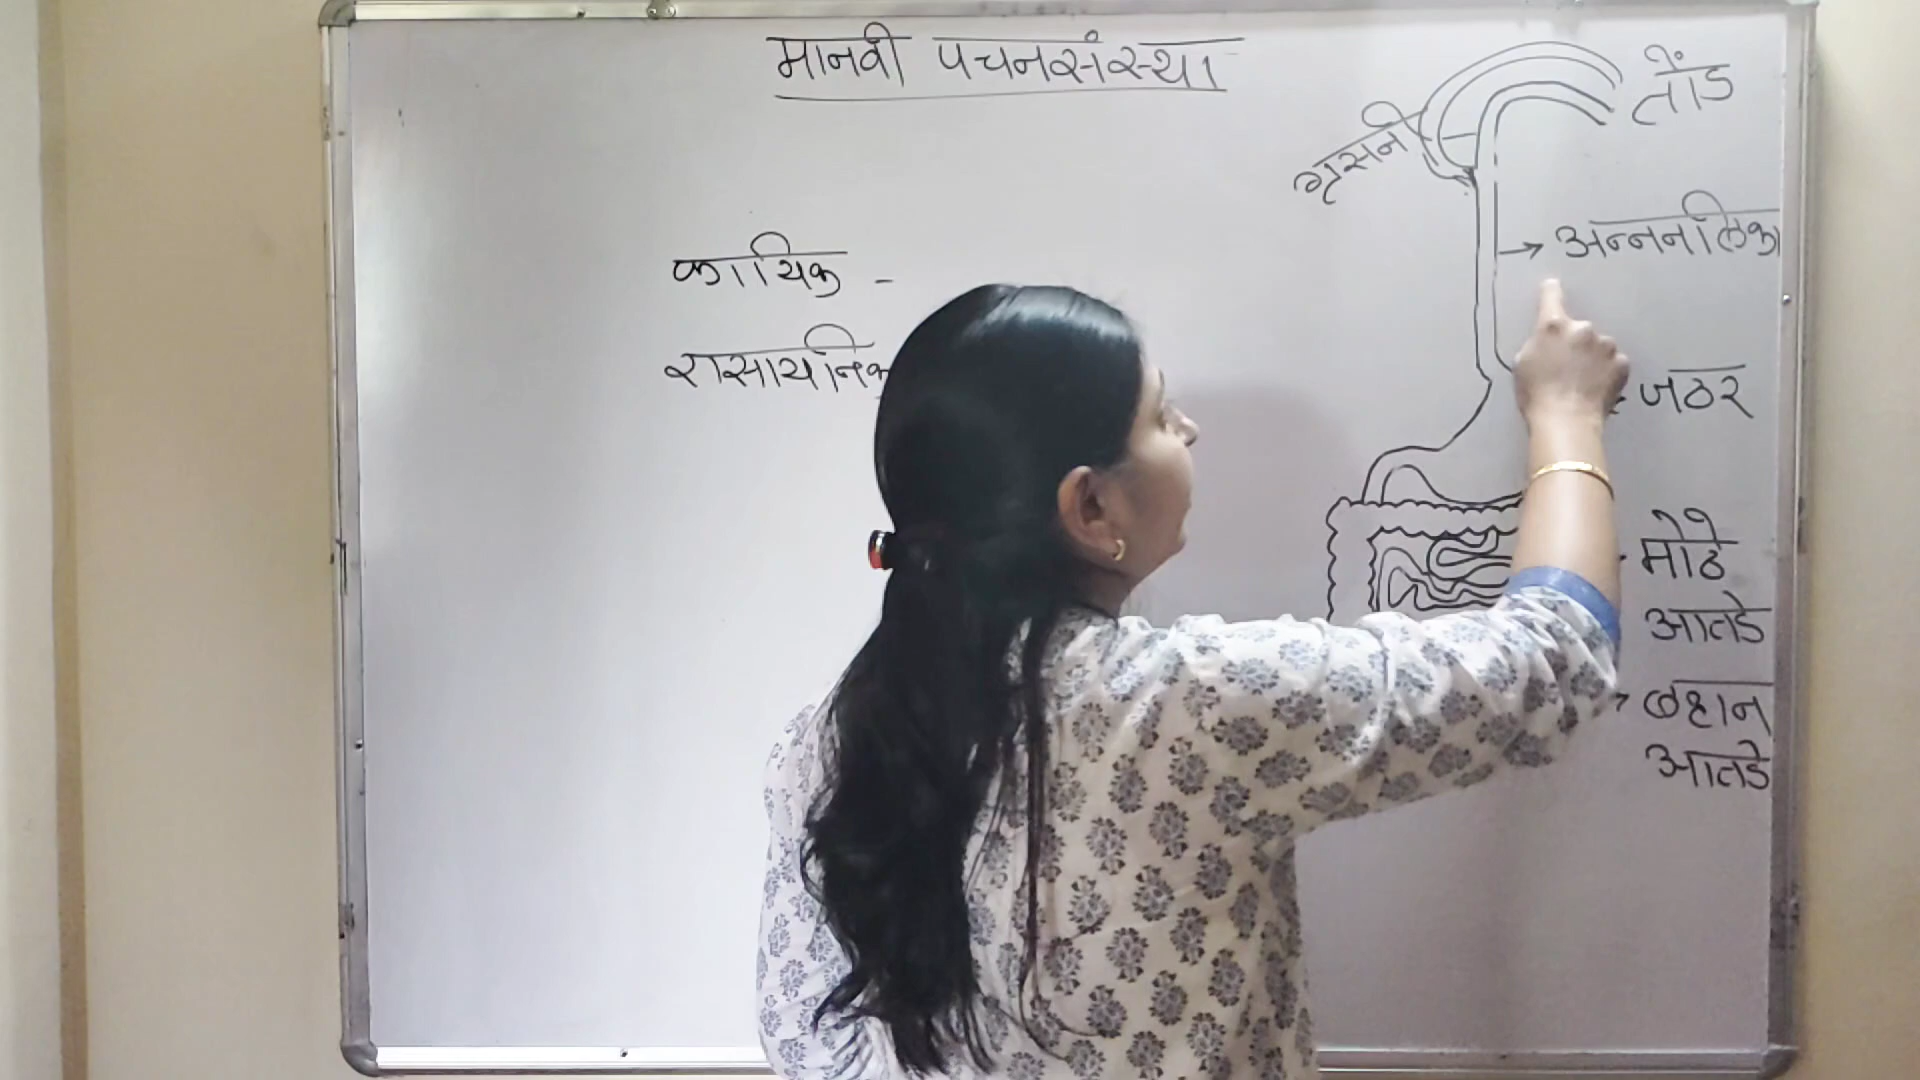 मानवी पचनसंस्था
तोंड
ग्रसनी
अन्ननलिका
कायिक -
रासायनिक
जठर
मोठे
आतडे
लहान
आतडे